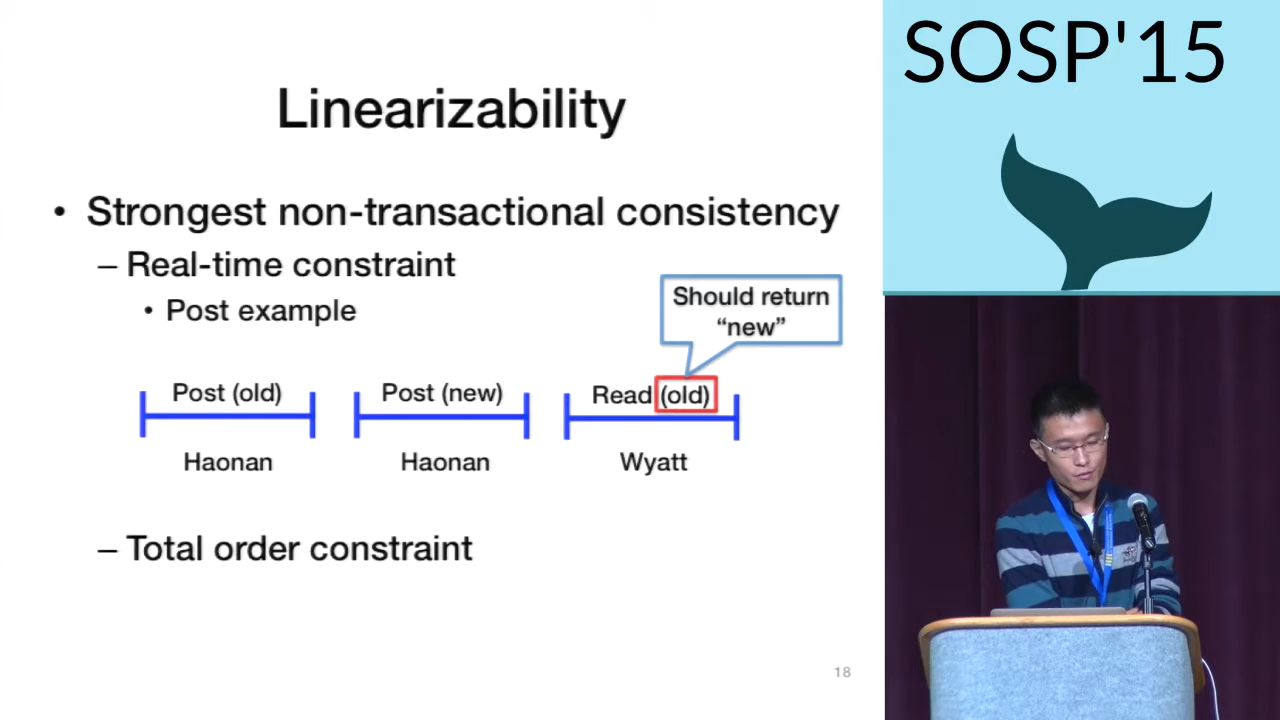 SOSP'15
Linearizability
• Strongest non-transactional consistency
– Real-time constraint
• Post example
Should return
“new”
Post (old) Post (new) Read (old)
Haonan Haonan Wyatt
– Total order constraint
18